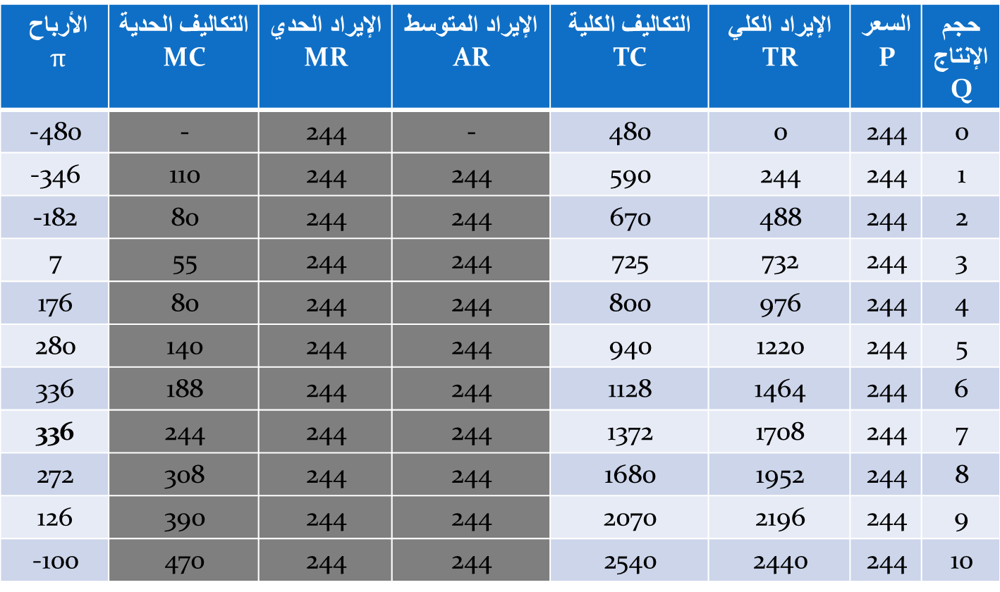 حجم الإنتاج Q | السعر P | الإيراد الكلي TR | التكاليف الكلية TC | الإيراد المتوسط AR | الإيراد الحدي MR | التكاليف الحدية MC | الأرباح π
0 | 244 | 0 | 480 | - | 244 | - | -480
1 | 244 | 244 | 590 | 244 | 244 | 110 | -346
2 | 244 | 488 | 670 | 244 | 244 | 80 | -182
3 | 244 | 732 | 725 | 244 | 244 | 55 | 7
4 | 244 | 976 | 800 | 244 | 244 | 80 | 176
5 | 244 | 1220 | 940 | 244 | 244 | 140 | 280
6 | 244 | 1464 | 1128 | 244 | 244 | 188 | 336
7 | 244 | 1708 | 1372 | 244 | 244 | 244 | 336
8 | 244 | 1952 | 1680 | 244 | 244 | 308 | 272
9 | 244 | 2196 | 2070 | 244 | 244 | 390 | 126
10 | 244 | 2440 | 2540 | 244 | 244 | 470 | -100